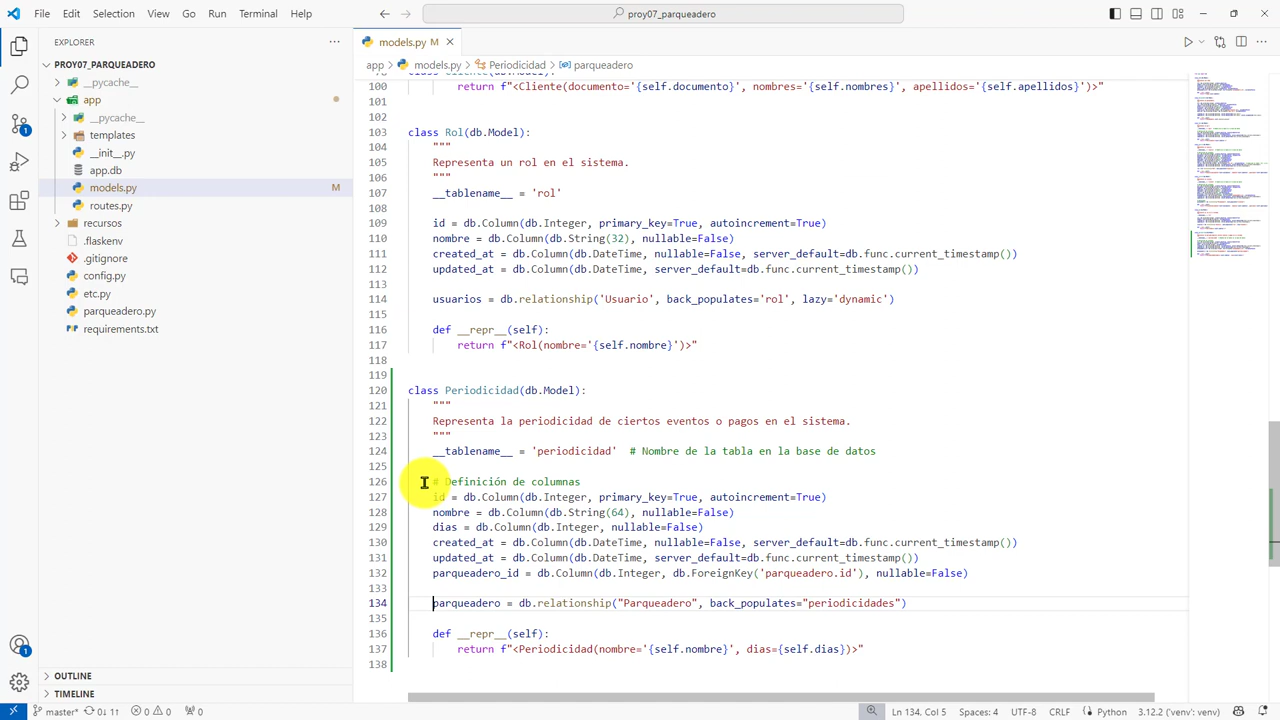 File Edit Selection View Go Run Terminal Help
proy07_parqueadero
EXPLORER
PROY07_PARQUEADERO
__pycache__
app
__pycache__
templates
__init__.py
app.db
models.py M
routes.py
recursos
.flaskenv
.gitignore
config.py
etc.py
parqueadero.py
requirements.txt
OUTLINE
TIMELINE
models.py M
app > models.py > Periodicidad > parqueadero
100 return f"<Cliente(documento='{self.documento}', nombres='{self.nombres}', apellidos='{self.apellidos}')>"
101
102
103 class Rol(db.Model):
104 """
105 Representa en el sistema.
106 """
107 __tablename__
108
109 id = primary_key=True, autoincrement=True)
110 nombre = db.Column(db.String nullable=False)
111 created_at = nullable=False, server_default=db.func.current_timestamp())
112 updated_at = db.Column(db.DateTime, server_default=db.func.current_timestamp())
113
114 usuarios = db.relationship('Usuario', back_populates='rol', lazy='dynamic')
115
116 def __repr__(self):
117 return f"<Rol(nombre='{self.nombre}')>"
118
119
120 class Periodicidad(db.Model):
121 """
122 Representa la periodicidad de ciertos eventos o pagos en el sistema.
123 """
124 __tablename__ = 'periodicidad' # Nombre de la tabla en la base de datos
125
126 # Definición de columnas
127 id = db.Column(db.Integer, primary_key=True, autoincrement=True)
128 nombre = db.Column(db.String(64), nullable=False)
129 dias = db.Column(db.Integer, nullable=False)
130 created_at = db.Column(db.DateTime, nullable=False, server_default=db.func.current_timestamp())
131 updated_at = db.Column(db.DateTime, server_default=db.func.current_timestamp())
132 parqueadero_id = db.Column(db.Integer, db.ForeignKey('parqueadero.id'), nullable=False)
133
134 parqueadero = db.relationship("Parqueadero", back_populates="periodicidades")
135
136 def __repr__(self):
137 return f"<Periodicidad(nombre='{self.nombre}', dias={self.dias})>"
138
master* 0↓ 1↑ 0 0 0 Ln 134, Col 5 Spaces: 4 UTF-8 CRLF Python 3.12.2 ('venv': venv)